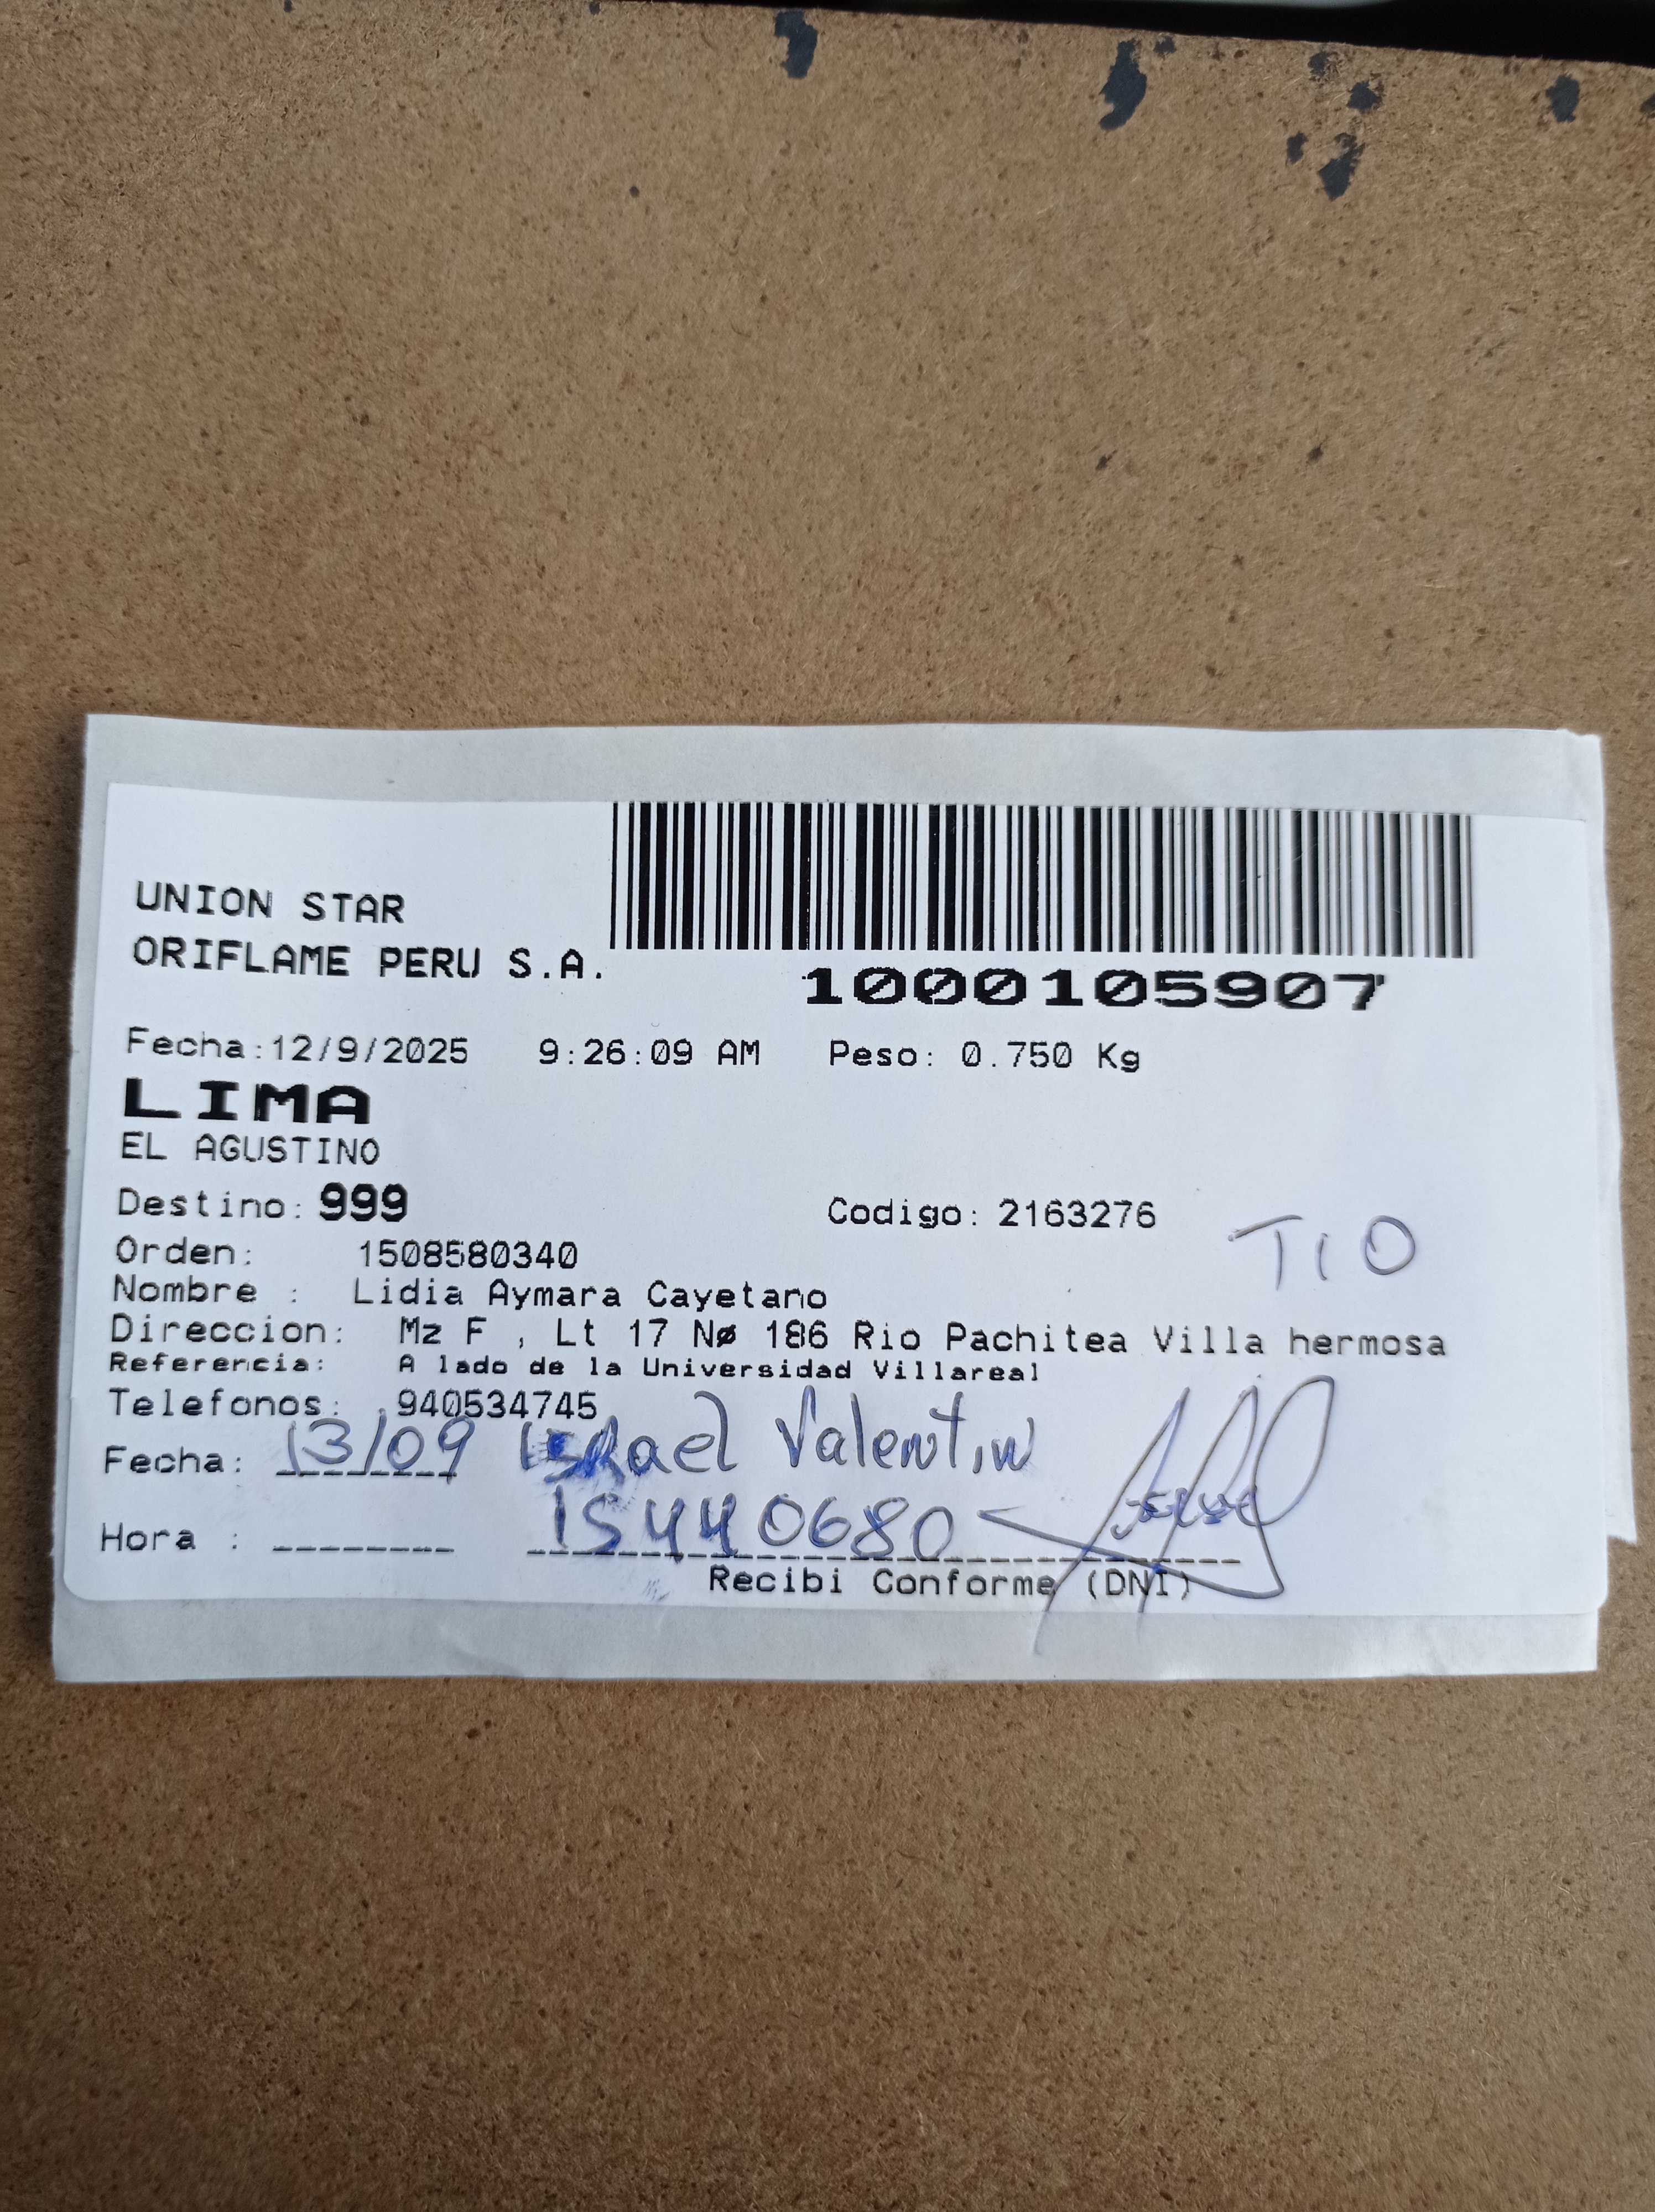 UNION STAR
ORIFLAME PERU S.A.
1000105907
Fecha:12/9/2025 9:26:09 AM Peso: 0.750 Kg
LIMA
EL AGUSTINO
Destino: 999 Codigo: 2163276
TIO
Orden: 1508580340
Nombre : Lidia Aymara Cayetano
Direccion: Mz F , Lt 17 Nø 186 Rio Pachitea Villa hermosa
Referencia: A lado de la Universidad Villareal
Telefonos: 940534745
Fecha: 13/09 Israel Valentin
Hora : 15440680
Recibi Conforme (DNI)